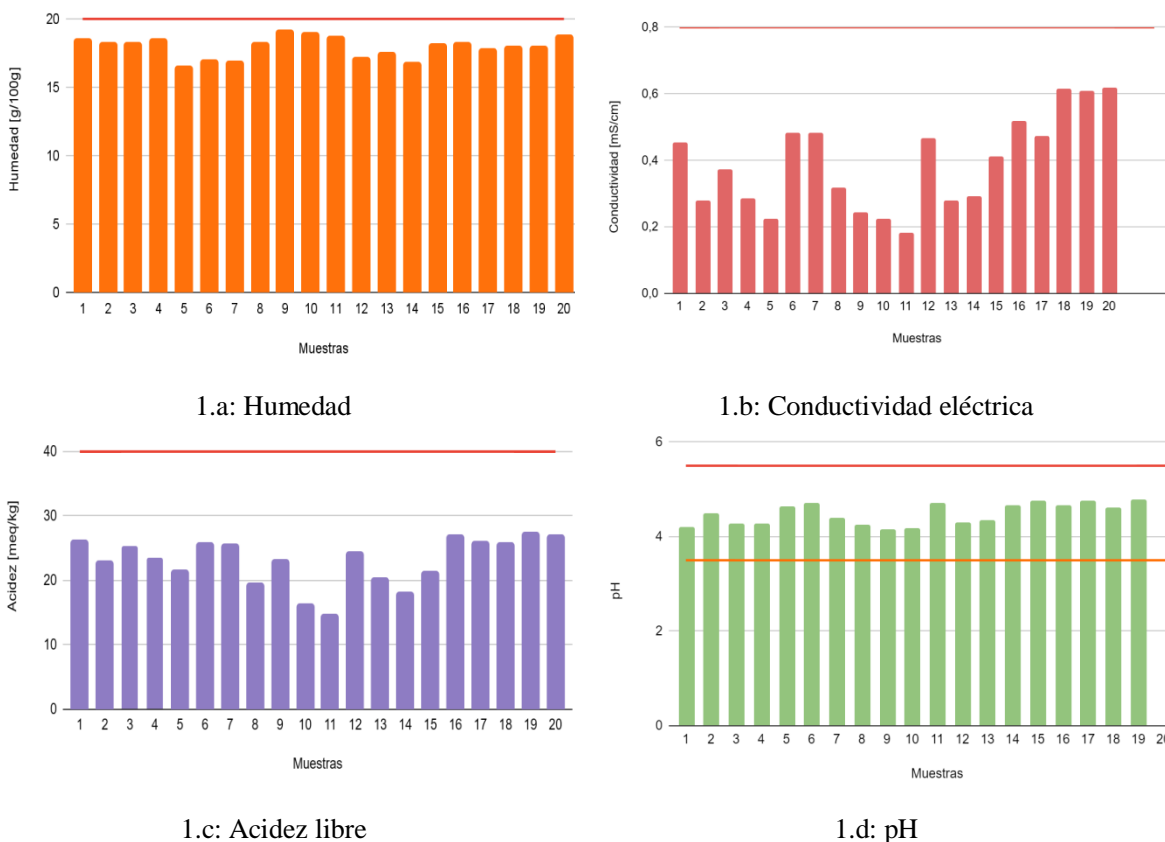 20
15
10
5
0
Humedad [g/100g]
1 2 3 4 5 6 7 8 9 10 11 12 13 14 15 16 17 18 19 20
Muestras
1.a: Humedad
0,8
0,6
0,4
0,2
0,0
Conductividad [mS/cm]
1 2 3 4 5 6 7 8 9 10 11 12 13 14 15 16 17 18 19 20
Muestras
1.b: Conductividad eléctrica
40
30
20
10
0
Acidez [meq/kg]
1 2 3 4 5 6 7 8 9 10 11 12 13 14 15 16 17 18 19 20
Muestras
1.c: Acidez libre
6
4
2
0
pH
1 2 3 4 5 6 7 8 9 10 11 12 13 14 15 16 17 18 19 20
Muestras
1.d: pH